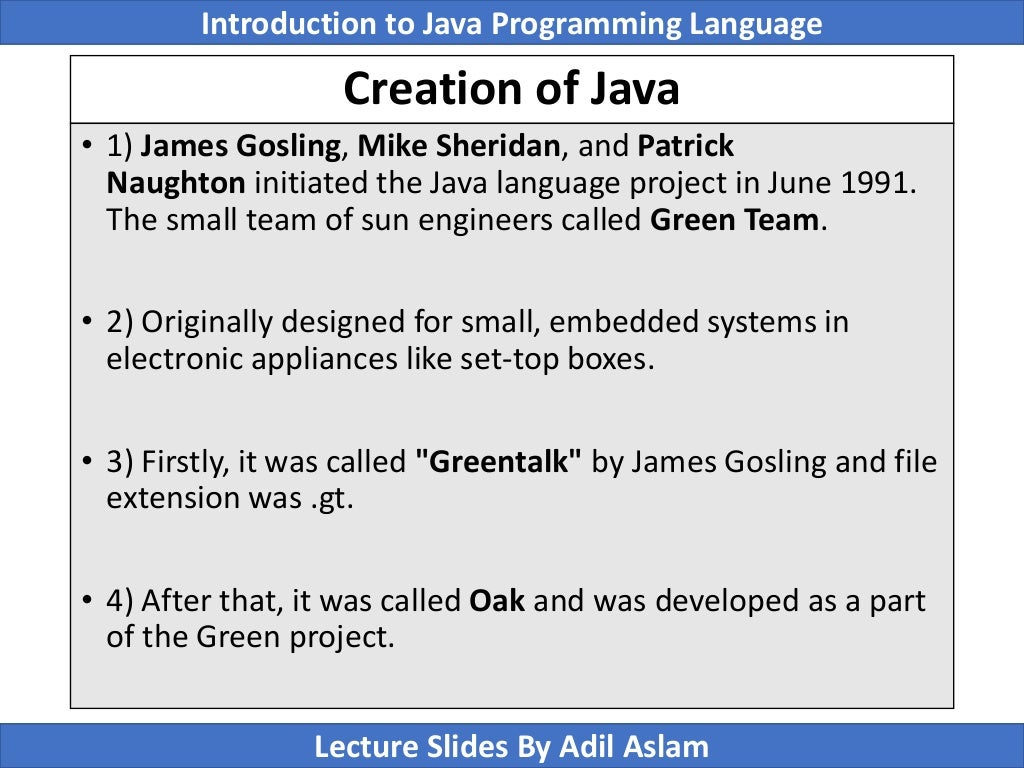 Introduction to Java Programming Language
Creation of Java
• 1) James Gosling, Mike Sheridan, and Patrick
Naughton initiated the Java language project in June 1991.
The small team of sun engineers called Green Team.
• 2) Originally designed for small, embedded systems in
electronic appliances like set-top boxes.
• 3) Firstly, it was called "Greentalk" by James Gosling and file
extension was .gt.
• 4) After that, it was called Oak and was developed as a part
of the Green project.
Lecture Slides By Adil Aslam